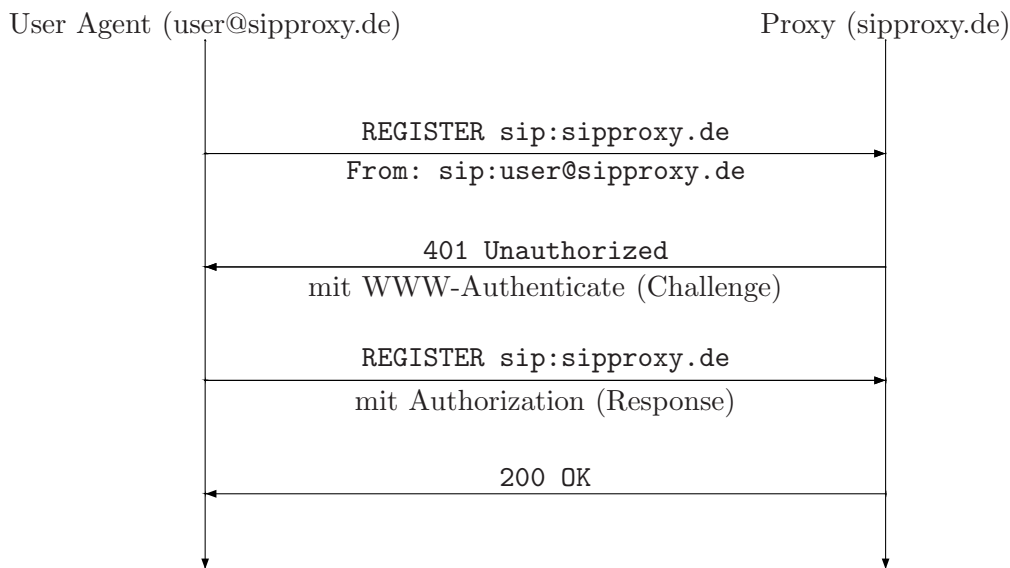 User Agent (user@sipproxy.de)
Proxy (sipproxy.de)
REGISTER sip:sipproxy.de
From: sip:user@sipproxy.de
401 Unauthorized
mit WWW-Authenticate (Challenge)
REGISTER sip:sipproxy.de
mit Authorization (Response)
200 OK